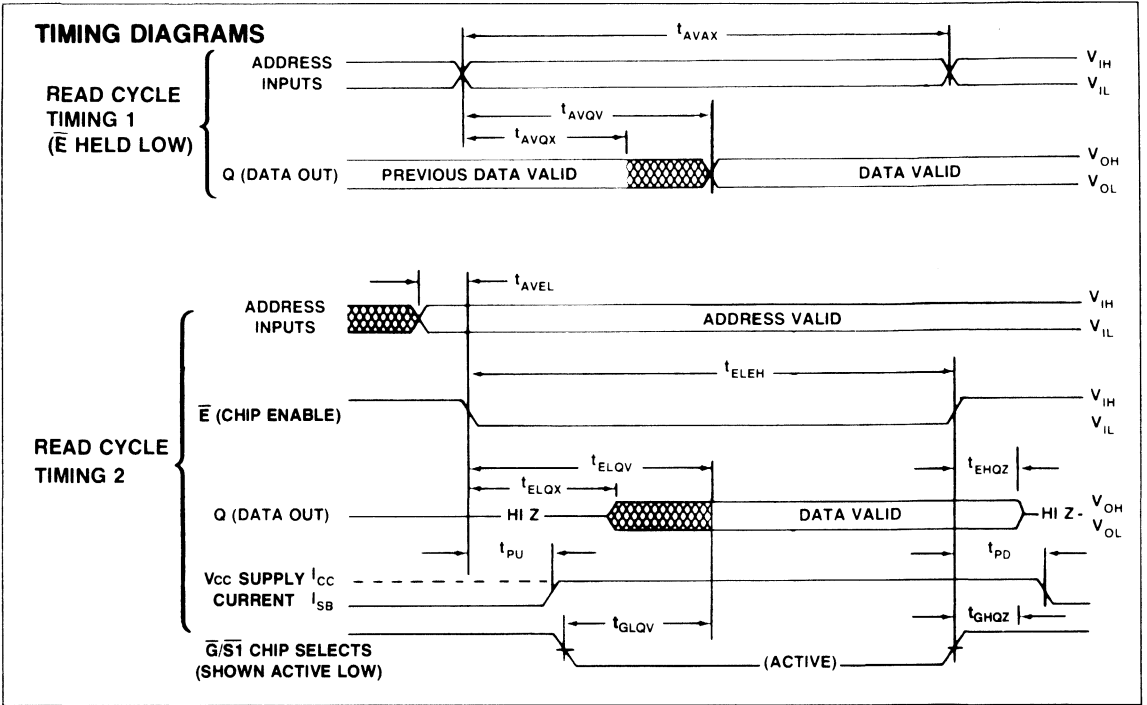 TIMING DIAGRAMS
tAVAX
ADDRESS
INPUTS
VIH
VIL
READ CYCLE
TIMING 1
(E̅ HELD LOW)
tAVQV
tAVQX
Q (DATA OUT)
PREVIOUS DATA VALID
DATA VALID
VOH
VOL
tAVEL
ADDRESS
INPUTS
ADDRESS VALID
VIH
VIL
tELEH
E̅ (CHIP ENABLE)
VIH
VIL
READ CYCLE
TIMING 2
tELQV
tELQX
tEHQZ
Q (DATA OUT)
HI Z
DATA VALID
HI Z
VOH
VOL
tPU
tPD
Vcc SUPPLY ICC
CURRENT ISB
tGLQV
tGHQZ
G̅/S̅1̅ CHIP SELECTS
(SHOWN ACTIVE LOW)
(ACTIVE)